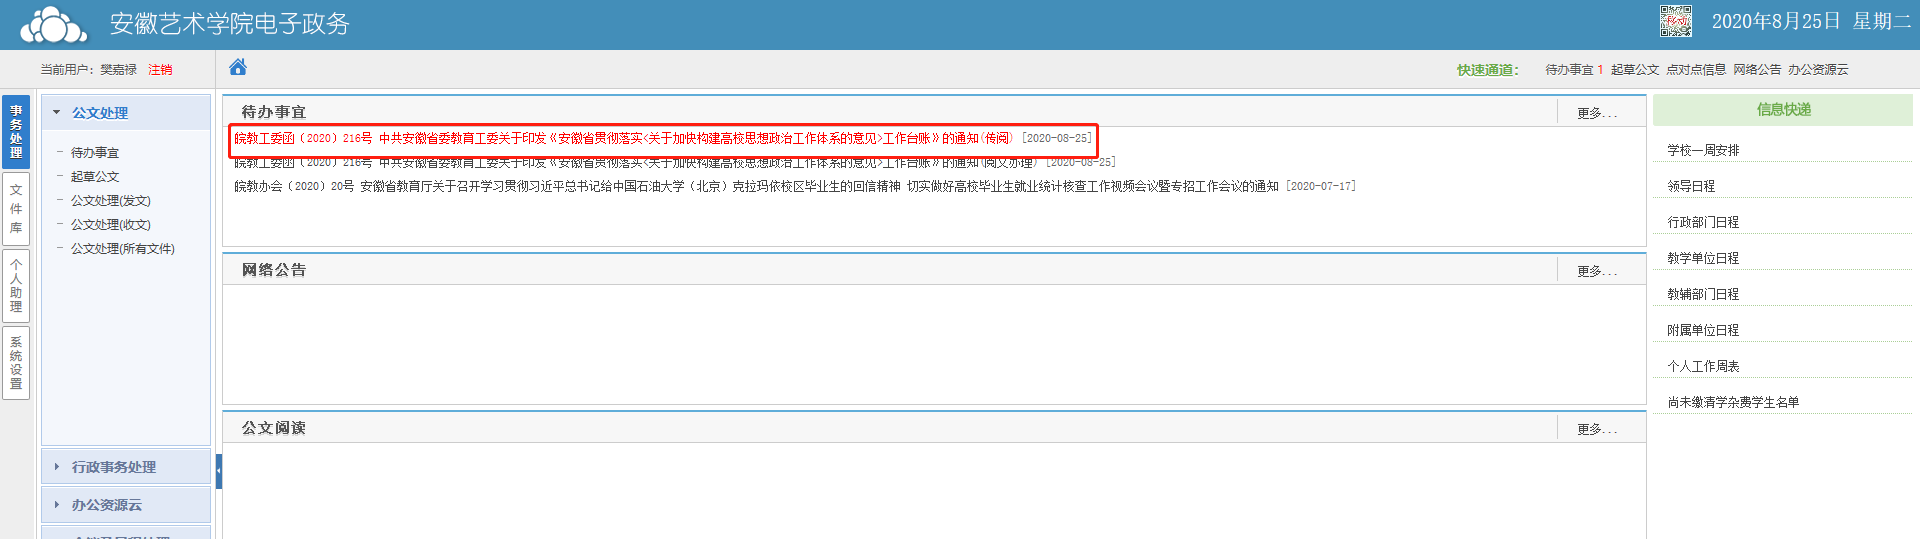 安徽艺术学院电子政务
2020年8月25日 星期二
当前用户：樊嘉禄 注销
快速通道： 待办事宜 1 起草公文 点对点信息 网络公告 办公资源云
事务处理
文件库
个人助理
系统设置
公文处理
待办事宜
起草公文
公文处理(发文)
公文处理(收文)
公文处理(所有文件)
行政事务处理
办公资源云
待办事宜
更多...
皖教工委函〔2020〕216号 中共安徽省委教育工委关于印发《安徽省贯彻落实<关于加快构建高校思想政治工作体系的意见>工作台账》的通知(传阅) [2020-08-25]
皖教工委函〔2020〕216号 中共安徽省委教育工委关于印发《安徽省贯彻落实<关于加快构建高校思想政治工作体系的意见>工作台账》的通知(阅文办理) [2020-08-25]
皖教办会（2020）20号 安徽省教育厅关于召开学习贯彻习近平总书记给中国石油大学（北京）克拉玛依校区毕业生的回信精神 切实做好高校毕业生就业统计核查工作视频会议暨专招工作会议的通知 [2020-07-17]
网络公告
更多...
公文阅读
更多...
信息快递
学校一周安排
领导日程
行政部门日程
教学单位日程
教辅部门日程
附属单位日程
个人工作周表
尚未缴清学杂费学生名单